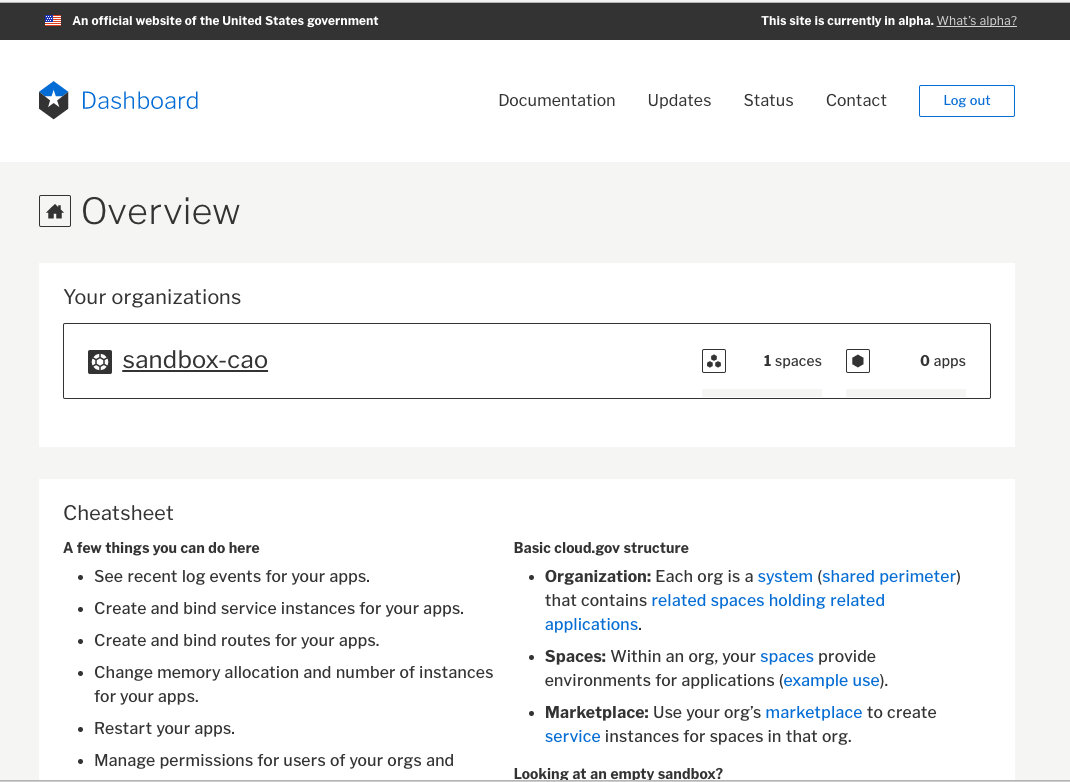 An official website of the United States government
This site is currently in alpha. What's alpha?
Dashboard
Documentation
Updates
Status
Contact
Log out
Overview
Your organizations
sandbox-cao
1 spaces
0 apps
Cheatsheet
A few things you can do here
See recent log events for your apps.
Create and bind service instances for your apps.
Create and bind routes for your apps.
Change memory allocation and number of instances
for your apps.
Restart your apps.
Manage permissions for users of your orgs and
Basic cloud.gov structure
Organization: Each org is a system (shared perimeter)
that contains related spaces holding related
applications.
Spaces: Within an org, your spaces provide
environments for applications (example use).
Marketplace: Use your org’s marketplace to create
service instances for spaces in that org.
Looking at an empty sandbox?